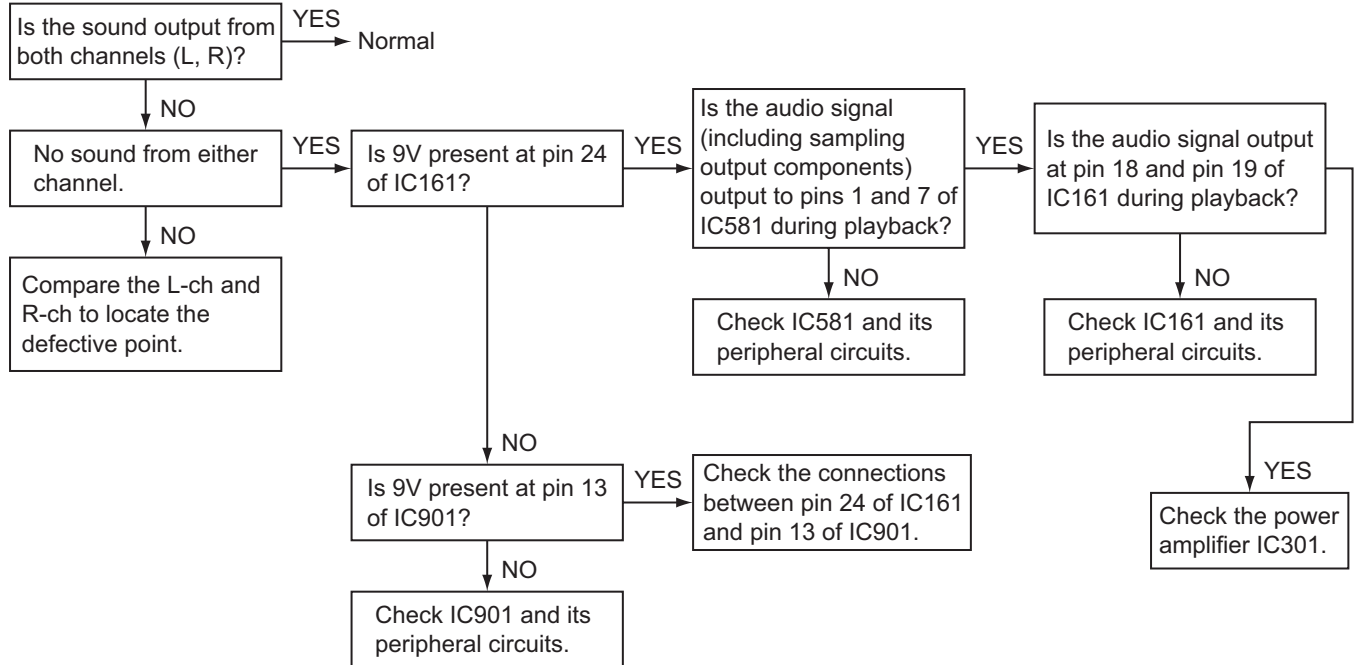 Is the sound output from
both channels (L, R)?
YES
Normal
NO
No sound from either
channel.
YES
Is 9V present at pin 24
of IC161?
YES
Is the audio signal
(including sampling
output components)
output to pins 1 and 7 of
IC581 during playback?
YES
Is the audio signal output
at pin 18 and pin 19 of
IC161 during playback?
NO
Compare the L-ch and
R-ch to locate the
defective point.
NO
Check IC581 and its
peripheral circuits.
NO
Check IC161 and its
peripheral circuits.
NO
Is 9V present at pin 13
of IC901?
YES
Check the connections
between pin 24 of IC161
and pin 13 of IC901.
YES
Check the power
amplifier IC301.
NO
Check IC901 and its
peripheral circuits.